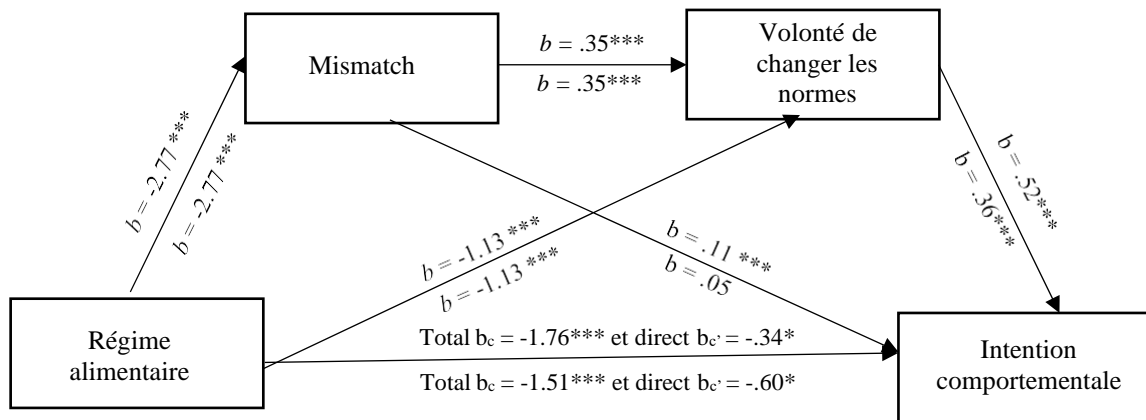 Mismatch
b = .35***
b = .35***
Volonté de
changer les
normes
b = -2.77 ***
b = -2.77 ***
b = -1.13 ***
b = -1.13 ***
b = .11 ***
b = .05
b = .52***
b = .36***
Régime
alimentaire
Total bc = -1.76*** et direct bc’ = -.34*
Total bc = -1.51*** et direct bc’ = -.60*
Intention
comportementale